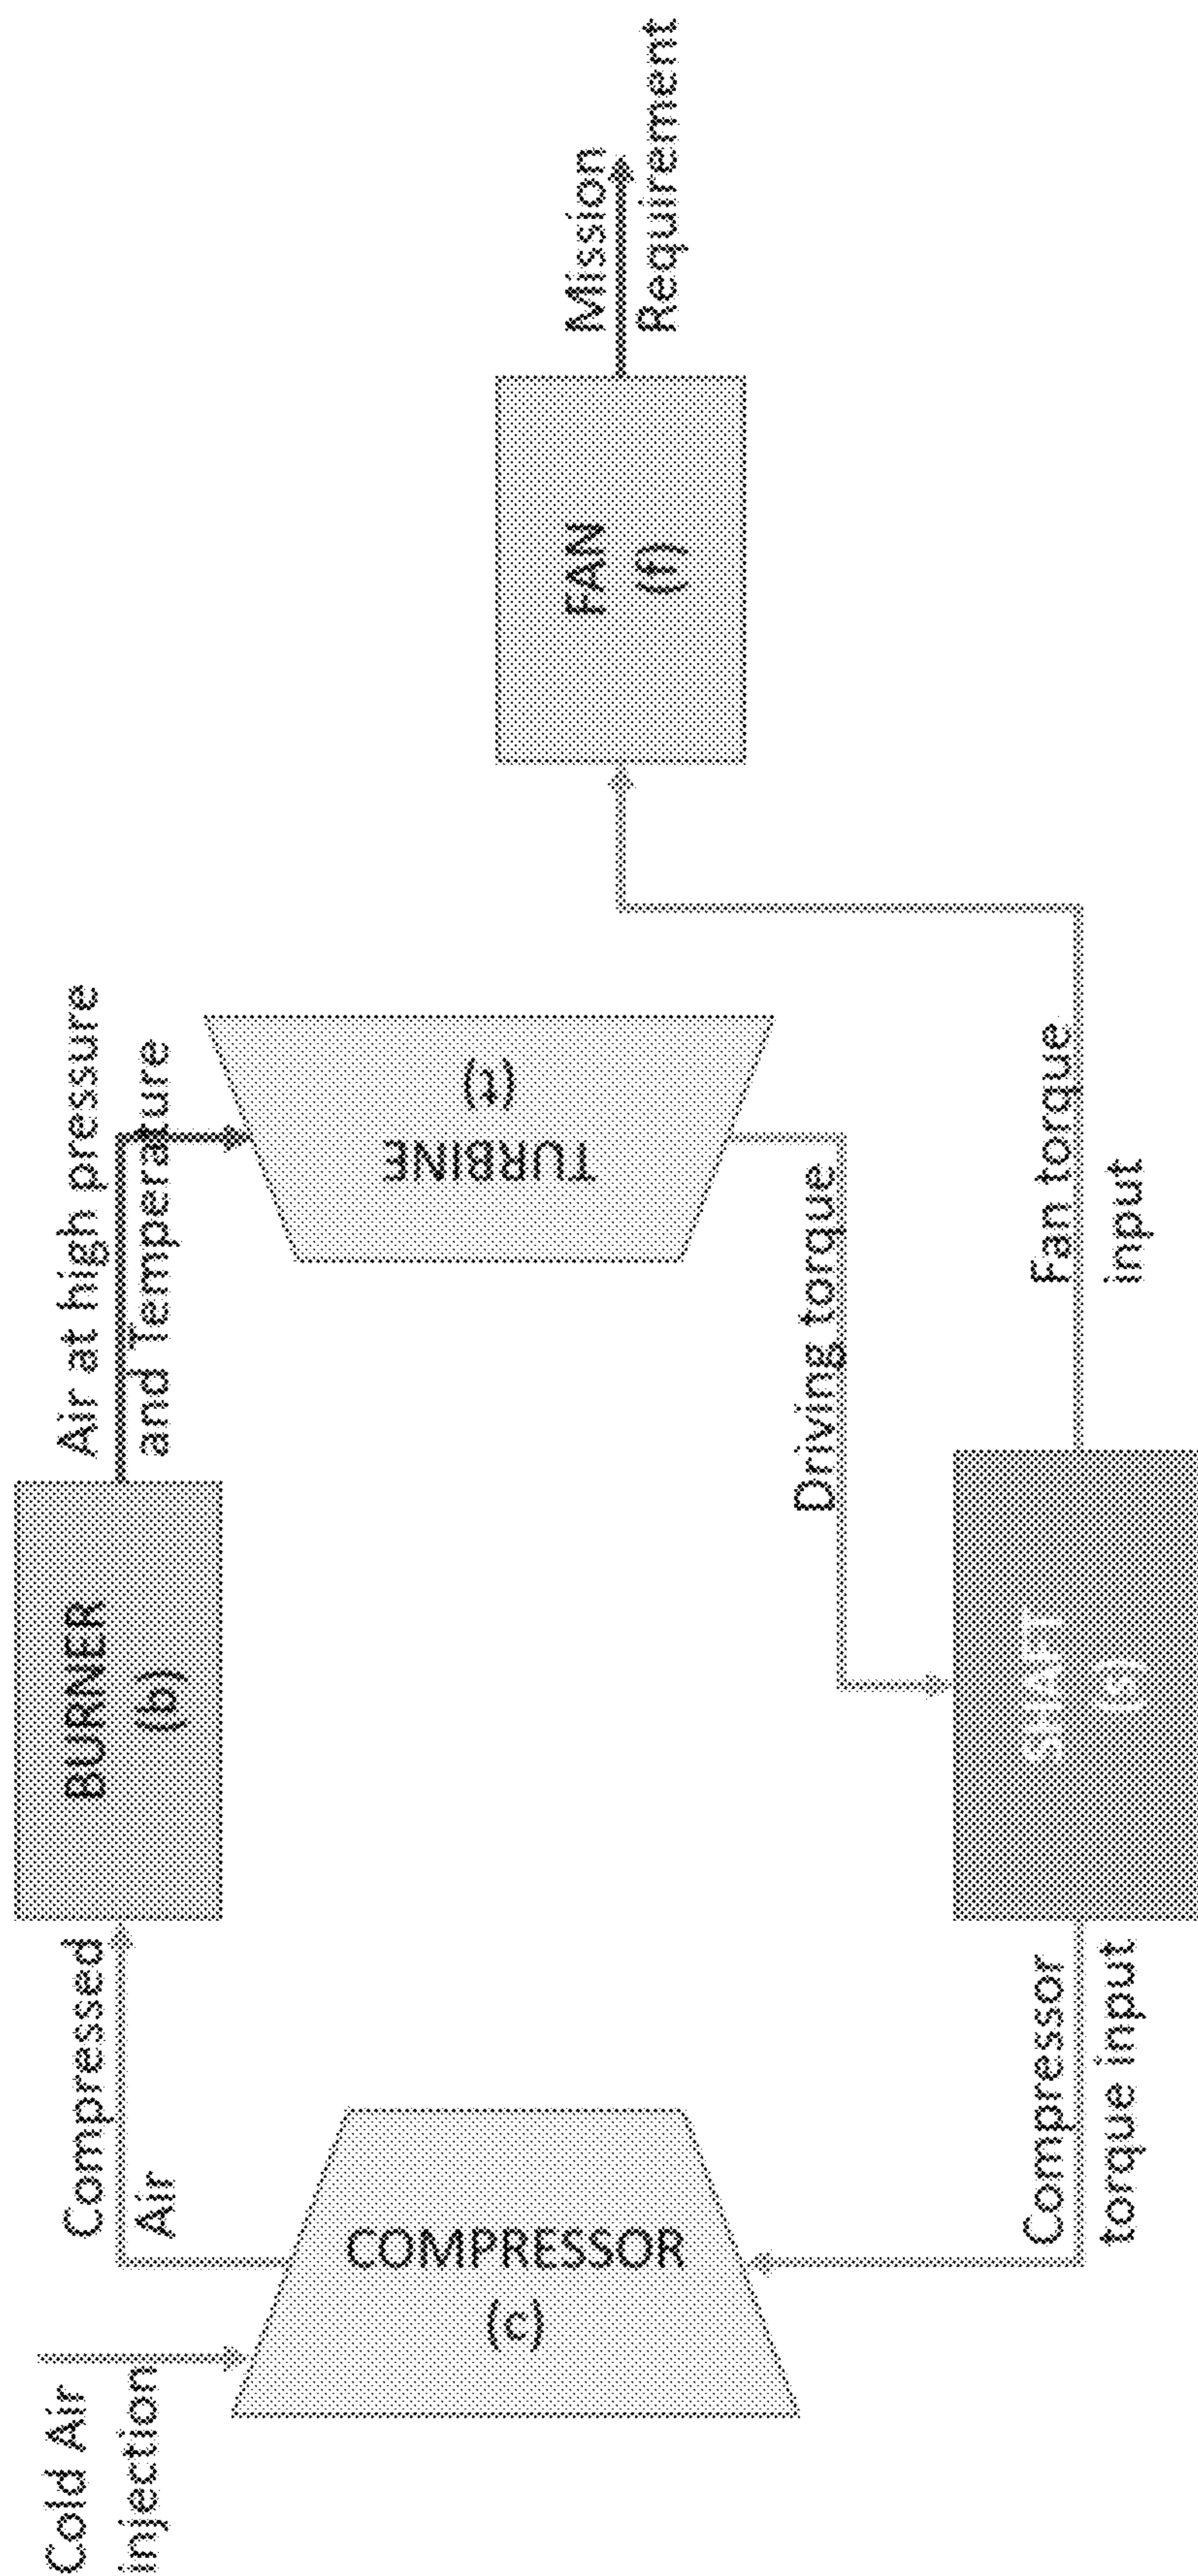 Cold Air
injection
Compressed
Air
BURNER
(b)
Air at high pressure
and Temperature
COMPRESSOR
(c)
TURBINE
(t)
FAN
(f)
Mission
Requirement
Driving torque
Compressor
torque input
SHAFT
(s)
Fan torque
input